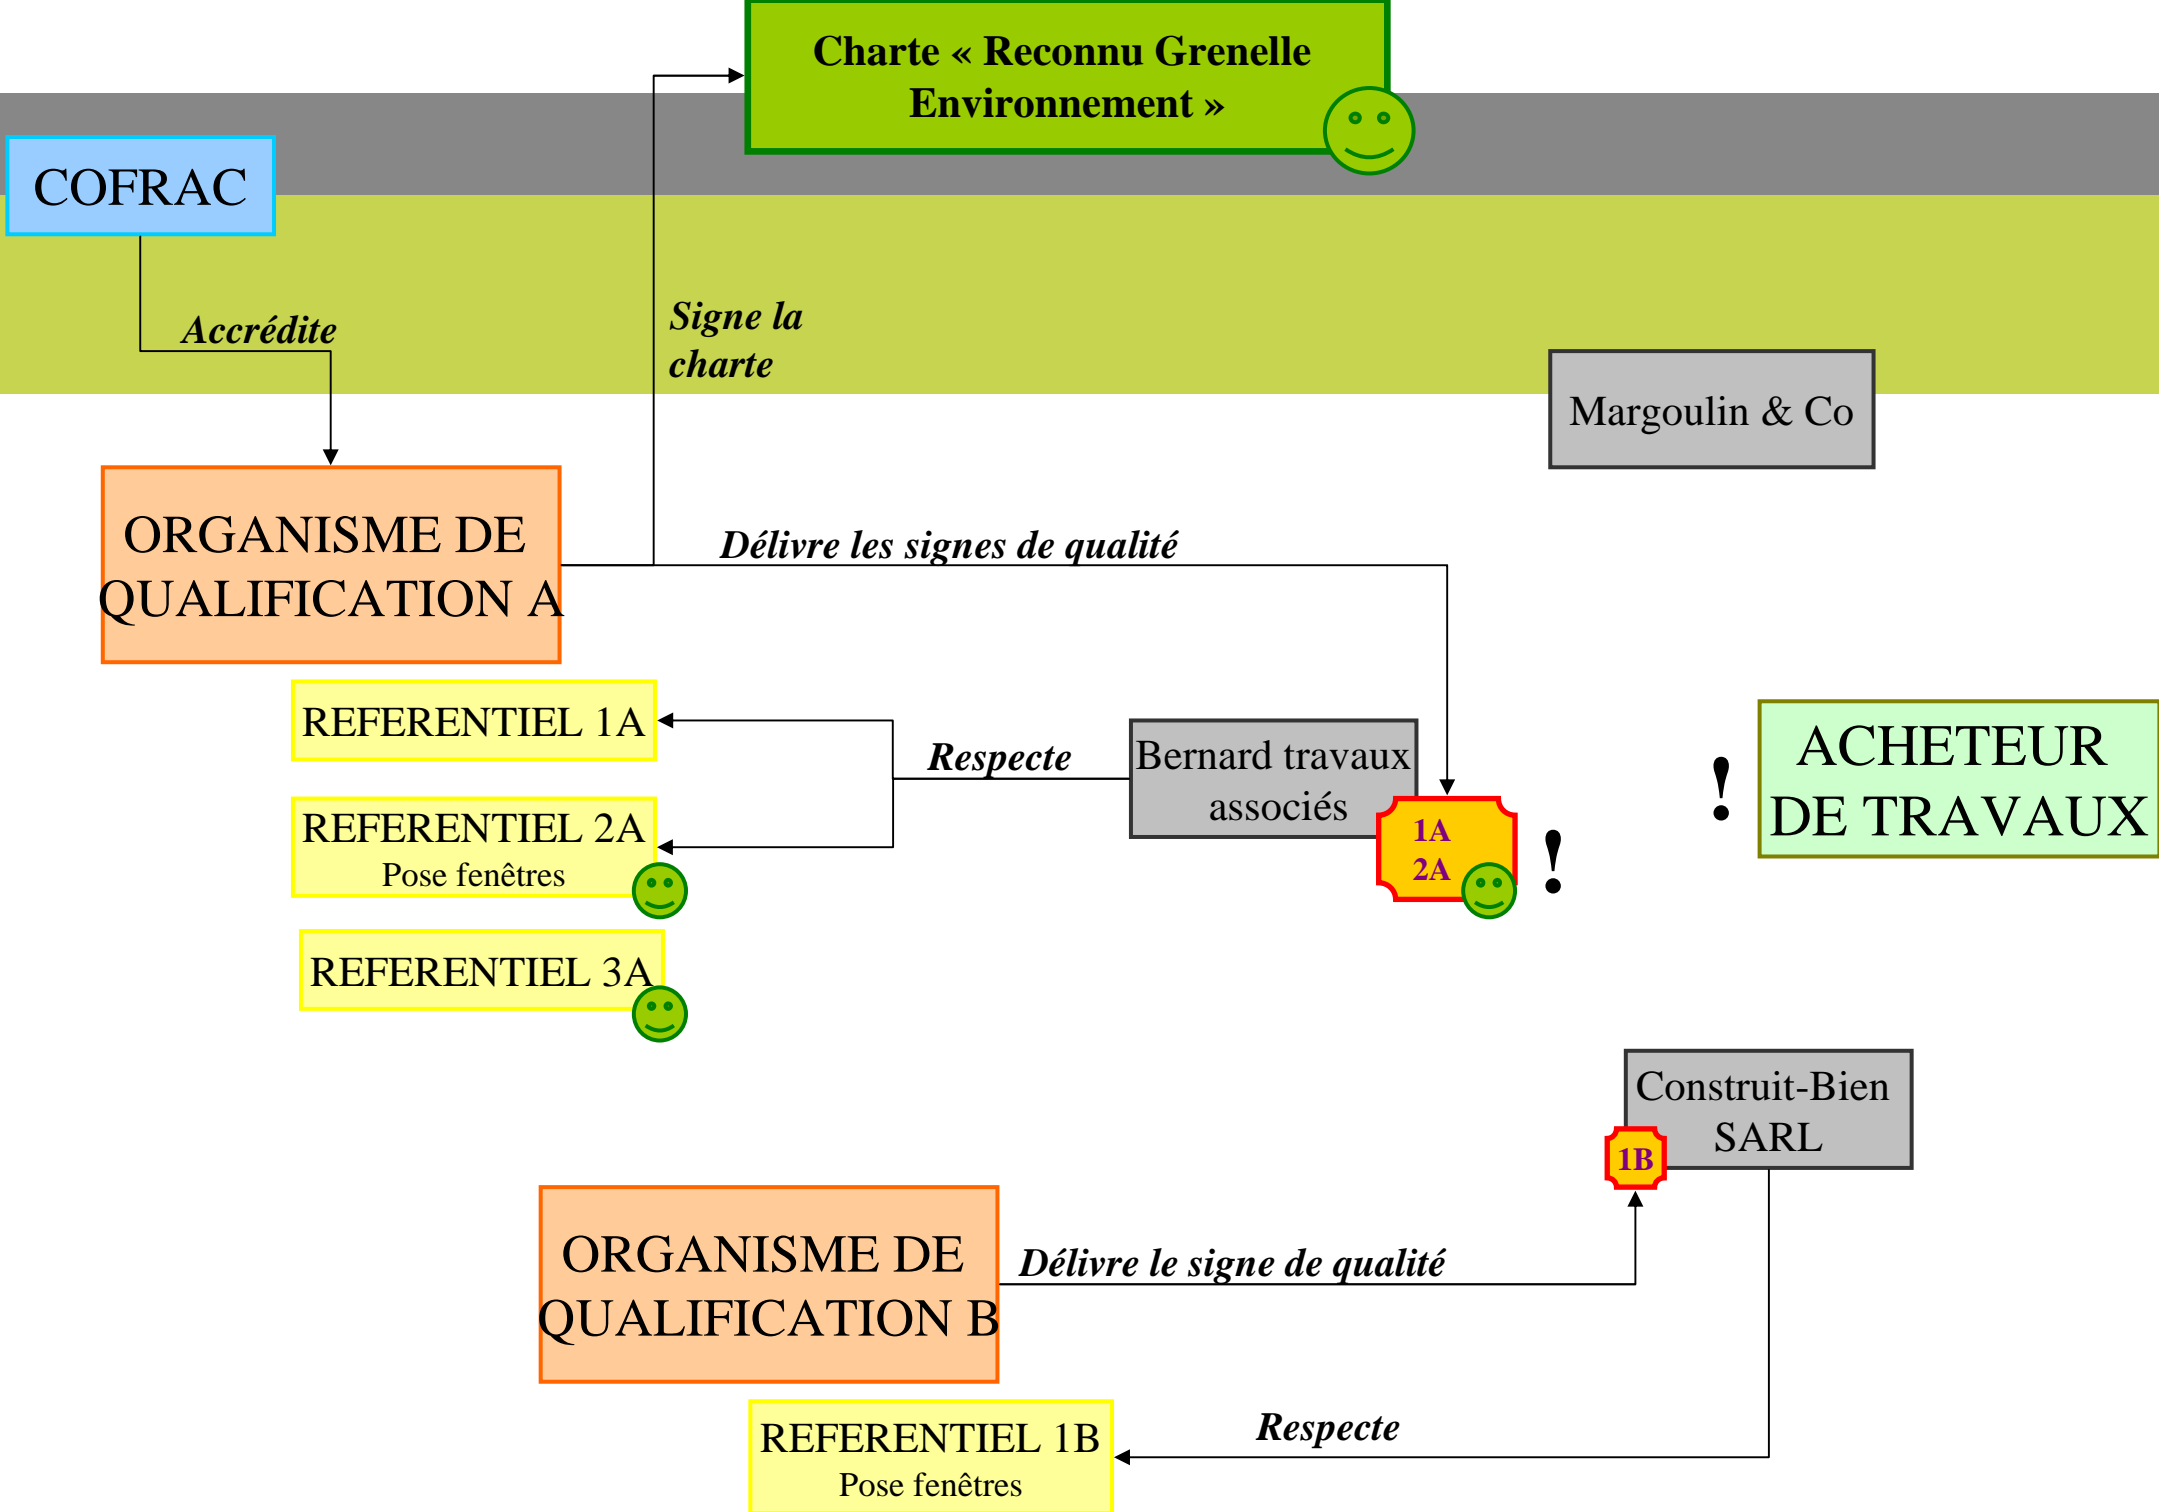 Charte « Reconnu Grenelle
Environnement »
COFRAC
Accrédite
Signe la
charte
Margoulin & Co
ORGANISME DE
QUALIFICATION A
Délivre les signes de qualité
REFERENTIEL 1A
Respecte
Bernard travaux
associés
1A
2A
!
!
ACHETEUR
DE TRAVAUX
REFERENTIEL 2A
Pose fenêtres
REFERENTIEL 3A
Construit-Bien
SARL
1B
ORGANISME DE
QUALIFICATION B
Délivre le signe de qualité
REFERENTIEL 1B
Pose fenêtres
Respecte